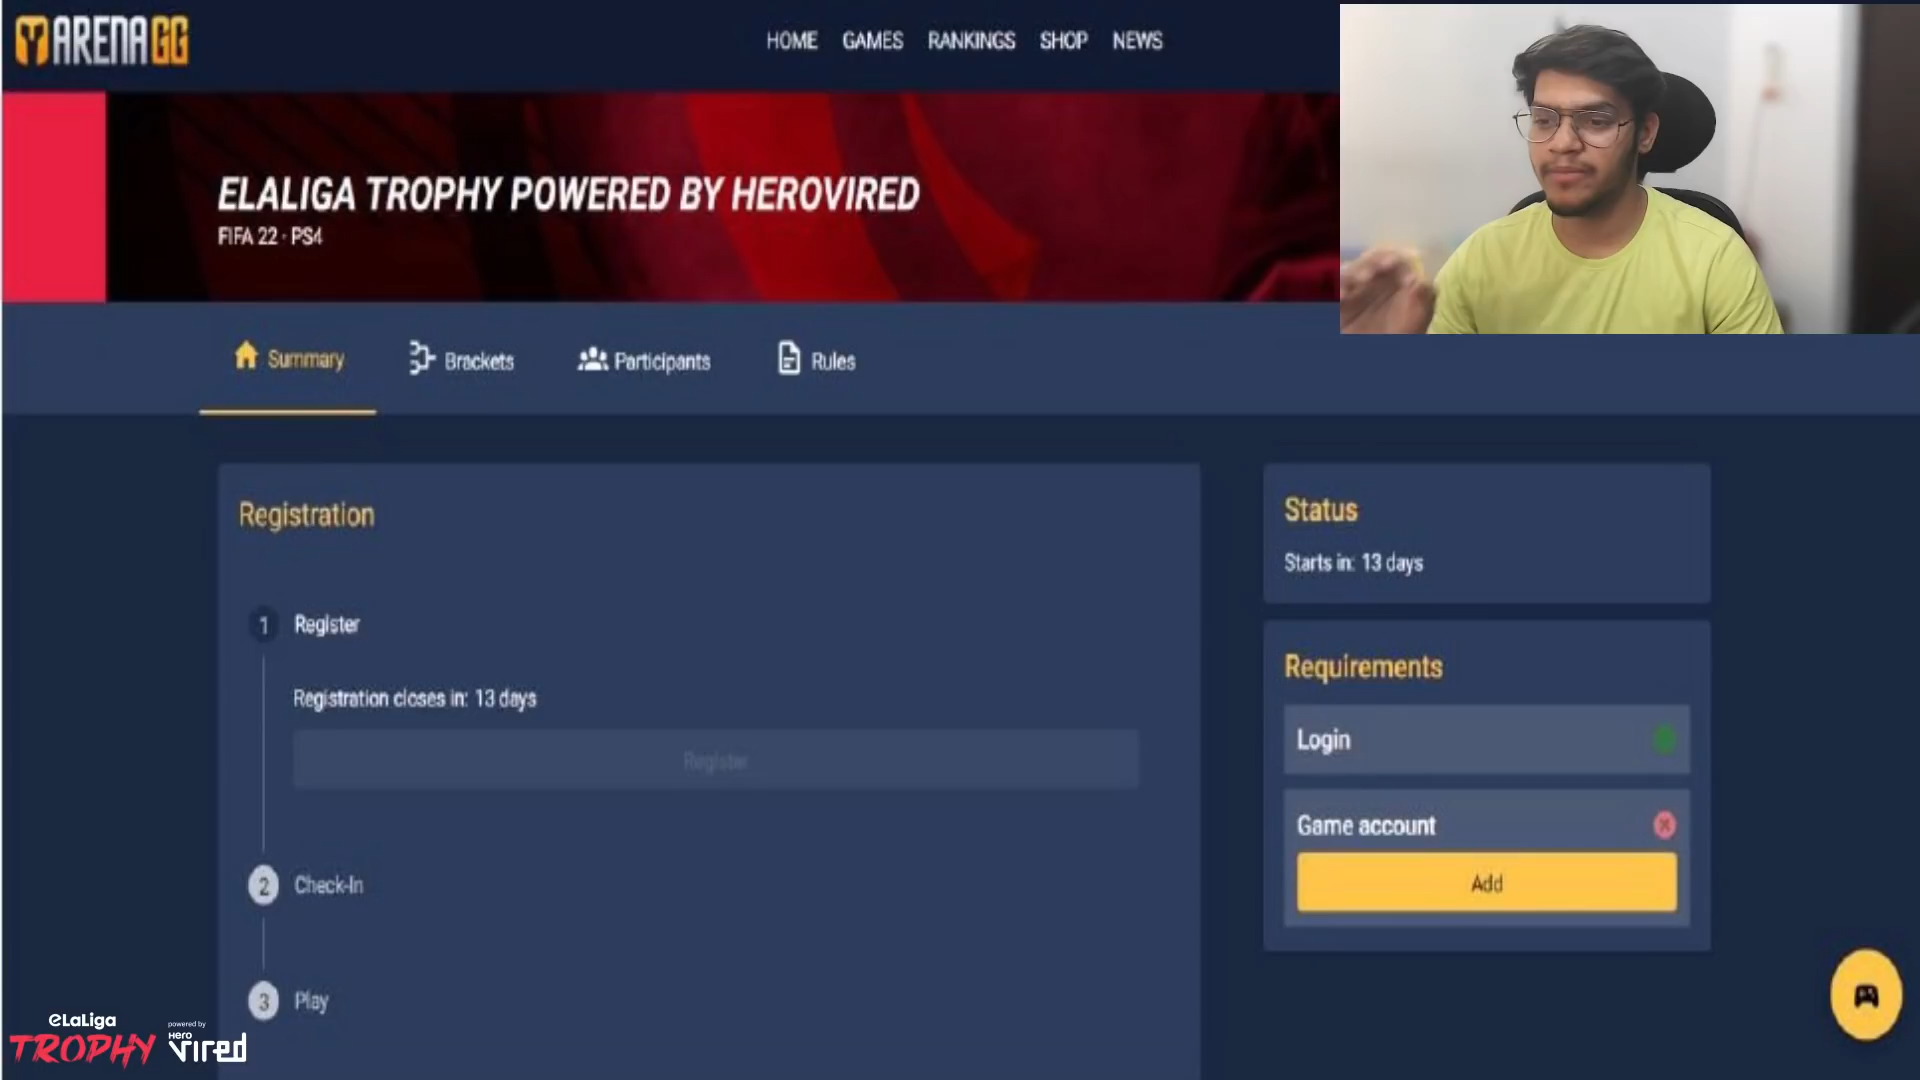 ARENAGG
HOME GAMES RANKINGS SHOP NEWS
ELALIGA TROPHY POWERED BY HEROVIRED
FIFA 22 - PS4
Summary Brackets Participants Rules
Registration
1 Register
Registration closes in: 13 days
Register
2 Check-In
3 Play
Status
Starts in: 13 days
Requirements
Login
Game account
Add
eLaLiga
TROPHY
powered by
Hero
Vired